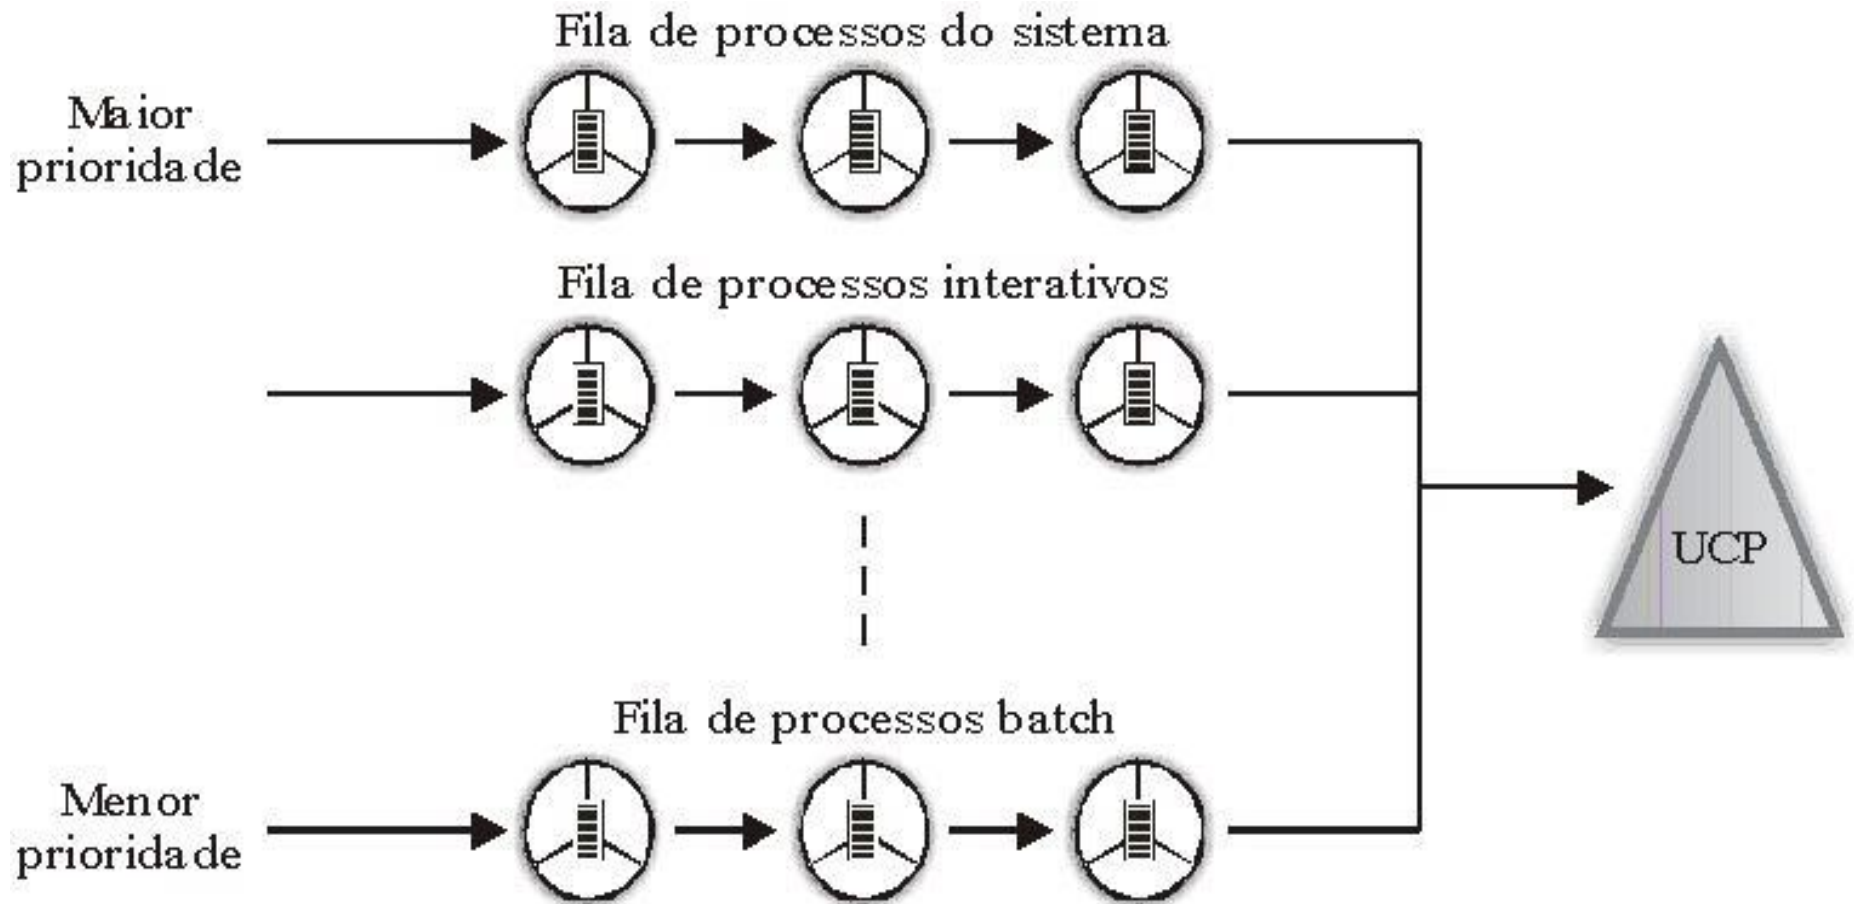 Fila de processos do sistema
Maior
prioridade
Fila de processos interativos
UCP
Fila de processos batch
Menor
prioridade